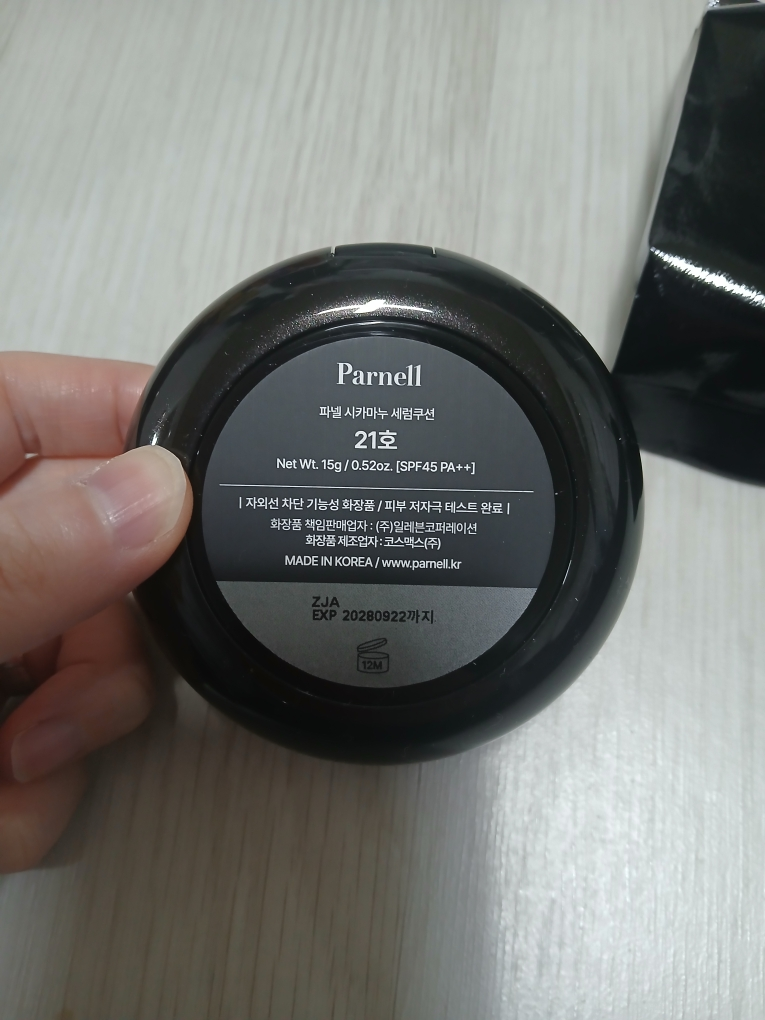 Parnell
파넬 시카마누 세럼쿠션
21호
Net Wt. 15g / 0.52oz. [SPF45 PA++]
| 자외선 차단 기능성 화장품 / 피부 저자극 테스트 완료 |
화장품 책임판매업자 : (주)일레븐코퍼레이션
화장품 제조업자 : 코스맥스(주)
MADE IN KOREA / www.parnell.kr
ZJA
EXP 20280922까지
12M